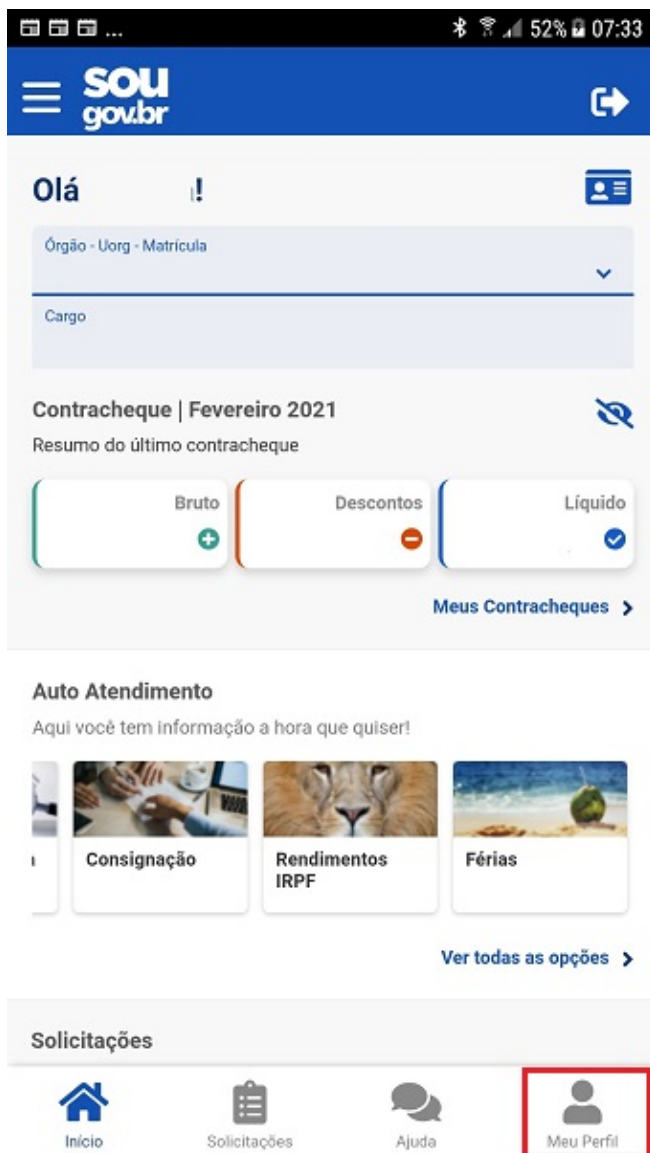 ... 52% 07:33
sou
gov.br
Olá !
Órgão - Uorg - Matrícula
Cargo
Contracheque | Fevereiro 2021
Resumo do último contracheque
Bruto Descontos Líquido
Meus Contracheques
Auto Atendimento
Aqui você tem informação a hora que quiser!
Consignação Rendimentos Férias
IRPF
Ver todas as opções
Solicitações
Início Solicitações Ajuda Meu Perfil